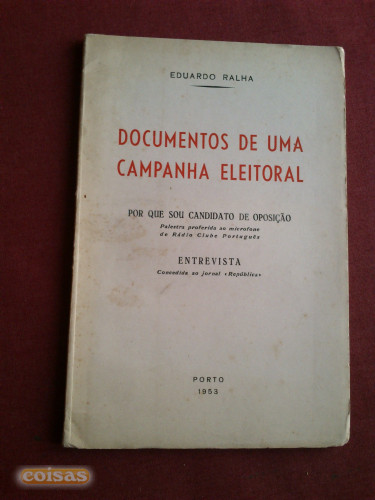 EDUARDO RALHA
DOCUMENTOS DE UMA
CAMPANHA ELEITORAL
POR QUE SOU CANDIDATO DE OPOSIÇÃO
Palestra proferida ao microfone
do Rádio Clube Português
ENTREVISTA
Concedida ao jornal «República»
PORTO
1953
coisas